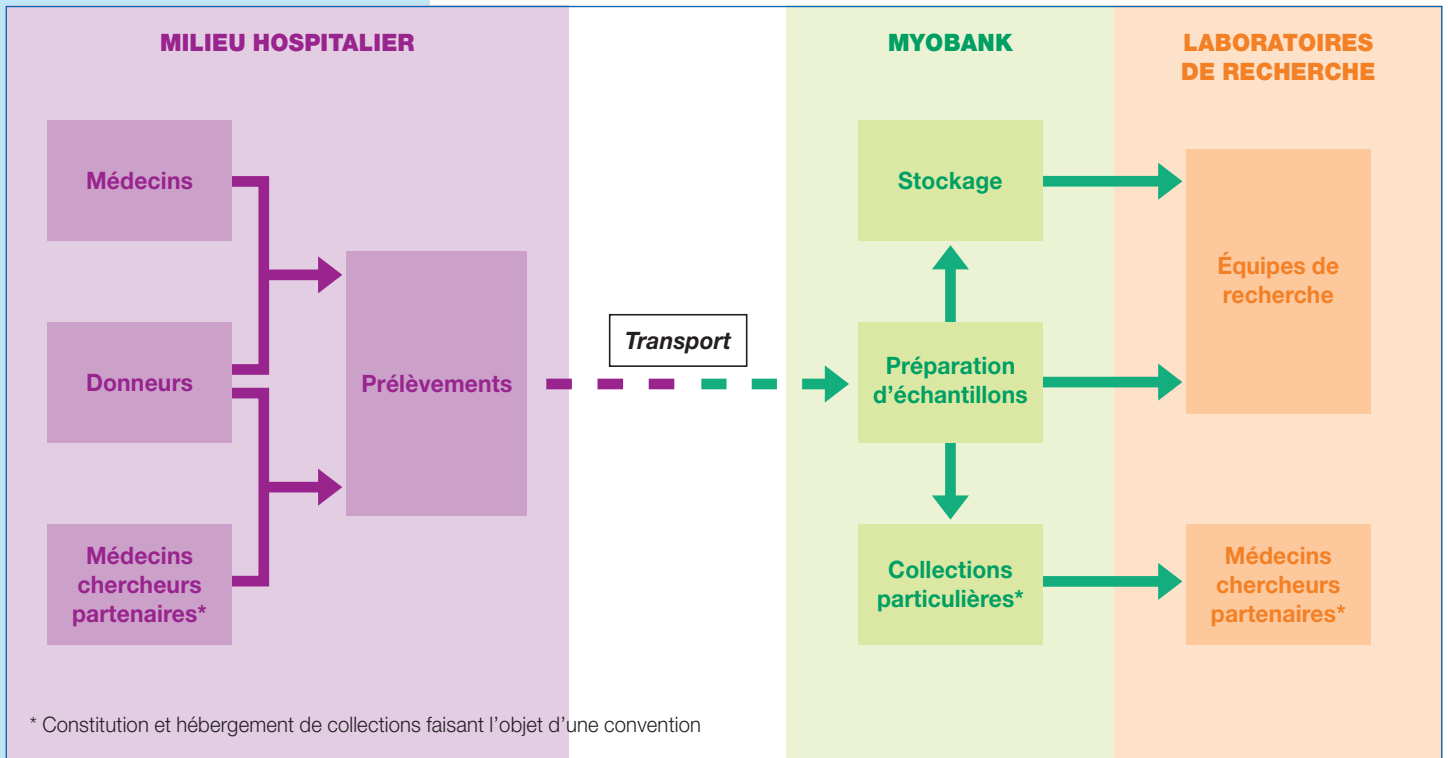 MILIEU HOSPITALIER
Médecins
Donneurs
Médecins
chercheurs
partenaires*
Prélèvements
Transport
MYOBANK
Stockage
Préparation
d’échantillons
Collections
particulières*
LABORATOIRES
DE RECHERCHE
Équipes de
recherche
Médecins
chercheurs
partenaires*
* Constitution et hébergement de collections faisant l’objet d’une convention